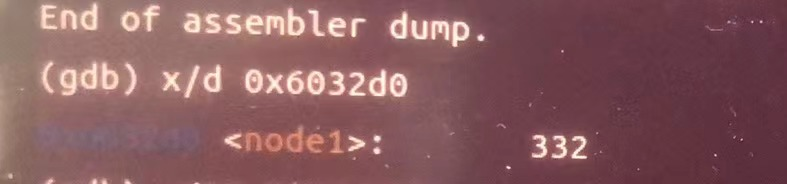 End of assembler dump.
(gdb) x/d 0x6032d0
<node1>: 332